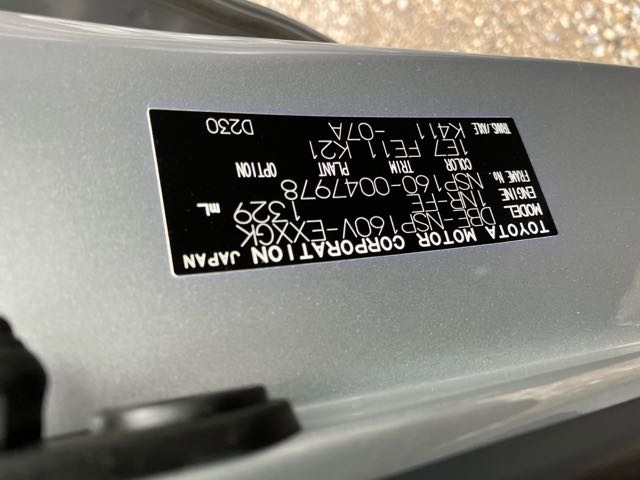 TOYOTA MOTOR CORPORATION JAPAN
MODEL DBE-NSP160V-EXXGK
ENGINE 1NR-FE 1329 mL
FRAME No. NSP160-0047978
COLOR TRIM PLANT OPTION
1E7 FE11 K21
TRANS./AXLE K411 -07A D230